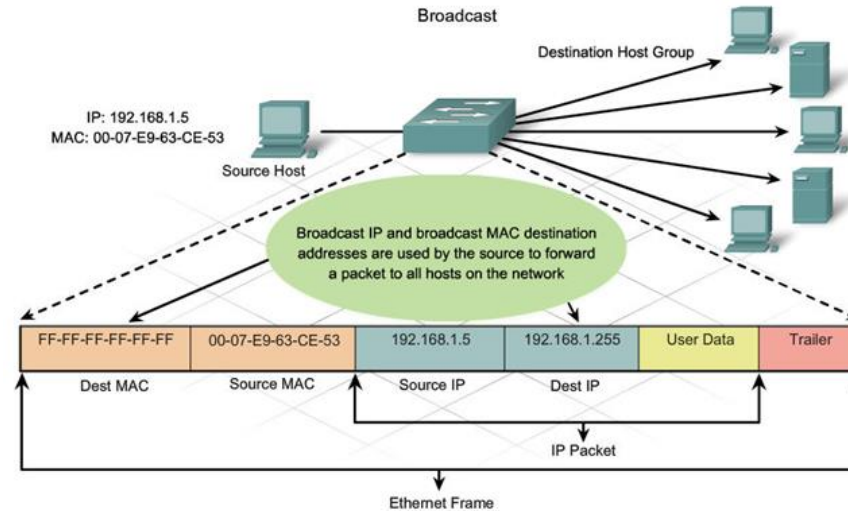 Broadcast
Destination Host Group
IP: 192.168.1.5
MAC: 00-07-E9-63-CE-53
Source Host
Broadcast IP and broadcast MAC destination
addresses are used by the source to forward
a packet to all hosts on the network
FF-FF-FF-FF-FF-FF 00-07-E9-63-CE-53 192.168.1.5 192.168.1.255 User Data Trailer
Dest MAC Source MAC Source IP Dest IP
IP Packet
Ethernet Frame